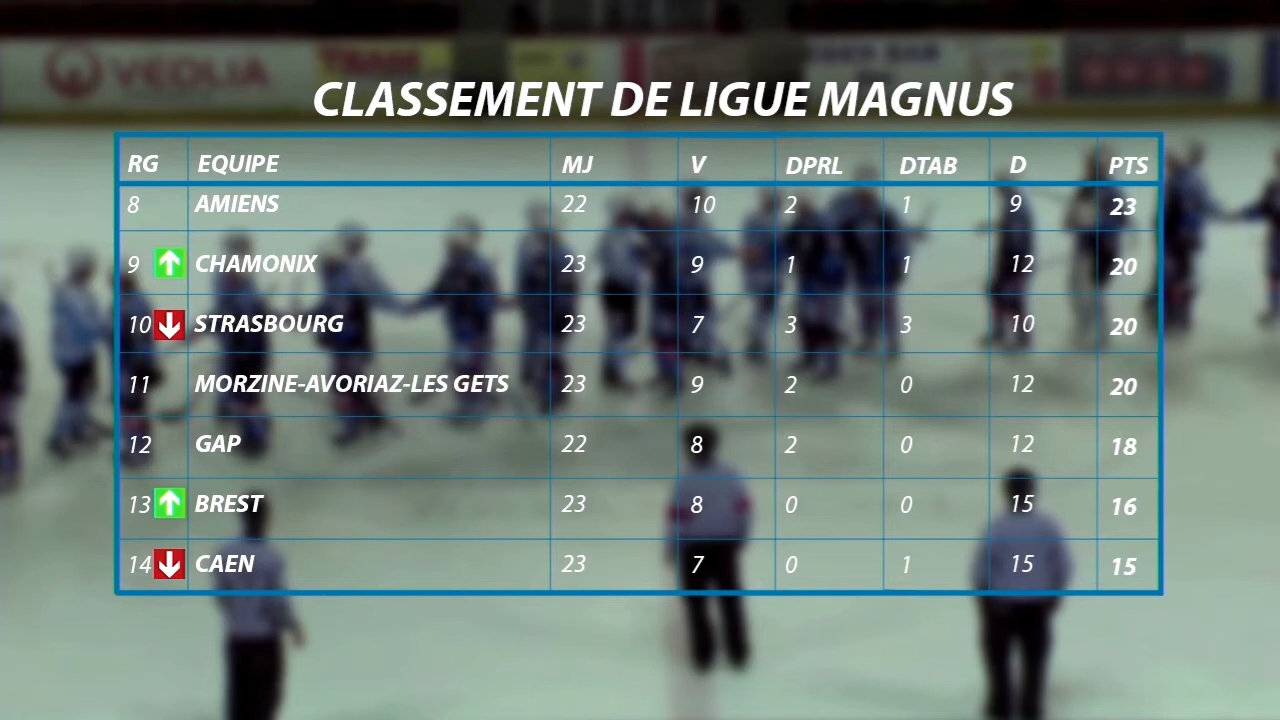 VEOLIA
CLASSEMENT DE LIGUE MAGNUS
RG EQUIPE MJ V DPRL DTAB D PTS
8 AMIENS 22 10 2 1 9 23
9 CHAMONIX 23 9 1 1 12 20
10 STRASBOURG 23 7 3 3 10 20
11 MORZINE-AVORIAZ-LES GETS 23 9 2 0 12 20
12 GAP 22 8 2 0 12 18
13 BREST 23 8 0 0 15 16
14 CAEN 23 7 0 1 15 15